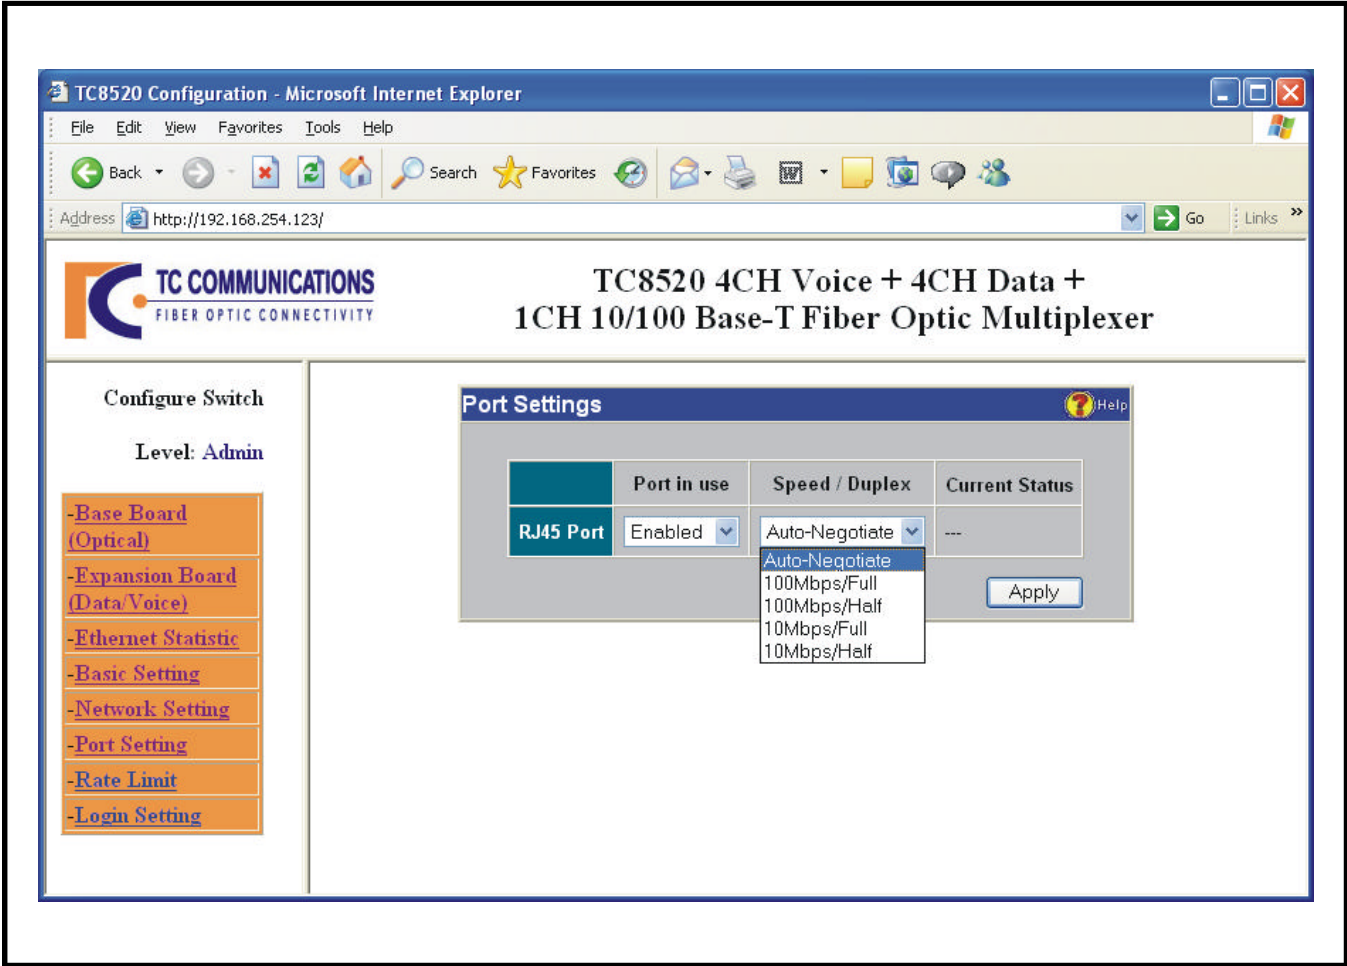 TC8520 Configuration - Microsoft Internet Explorer
File Edit View Favorites Tools Help
Back Search Favorites
Address http://192.168.254.123/ Go Links »
TC COMMUNICATIONS
FIBER OPTIC CONNECTIVITY
TC8520 4CH Voice + 4CH Data +
1CH 10/100 Base-T Fiber Optic Multiplexer
Configure Switch
Level: Admin
-Base Board
(Optical)
-Expansion Board
(Data/Voice)
-Ethernet Statistic
-Basic Setting
-Network Setting
-Port Setting
-Rate Limit
-Login Setting
Port Settings ? Help
Port in use Speed / Duplex Current Status
RJ45 Port Enabled Auto-Negotiate ---
Auto-Negotiate
100Mbps/Full
100Mbps/Half
10Mbps/Full
10Mbps/Half
Apply